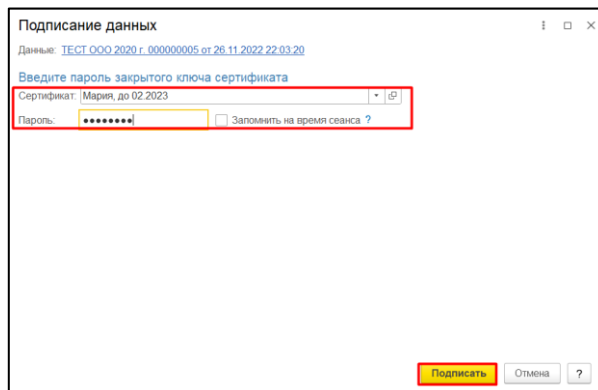 Подписание данных
Данные: ТЕСТ ООО 2020 г. 000000005 от 26.11.2022 22:03:20
Введите пароль закрытого ключа сертификата
Сертификат: Мария, до 02.2023
Пароль: •••••••• Запомнить на время сеанса ?
Подписать Отмена ?